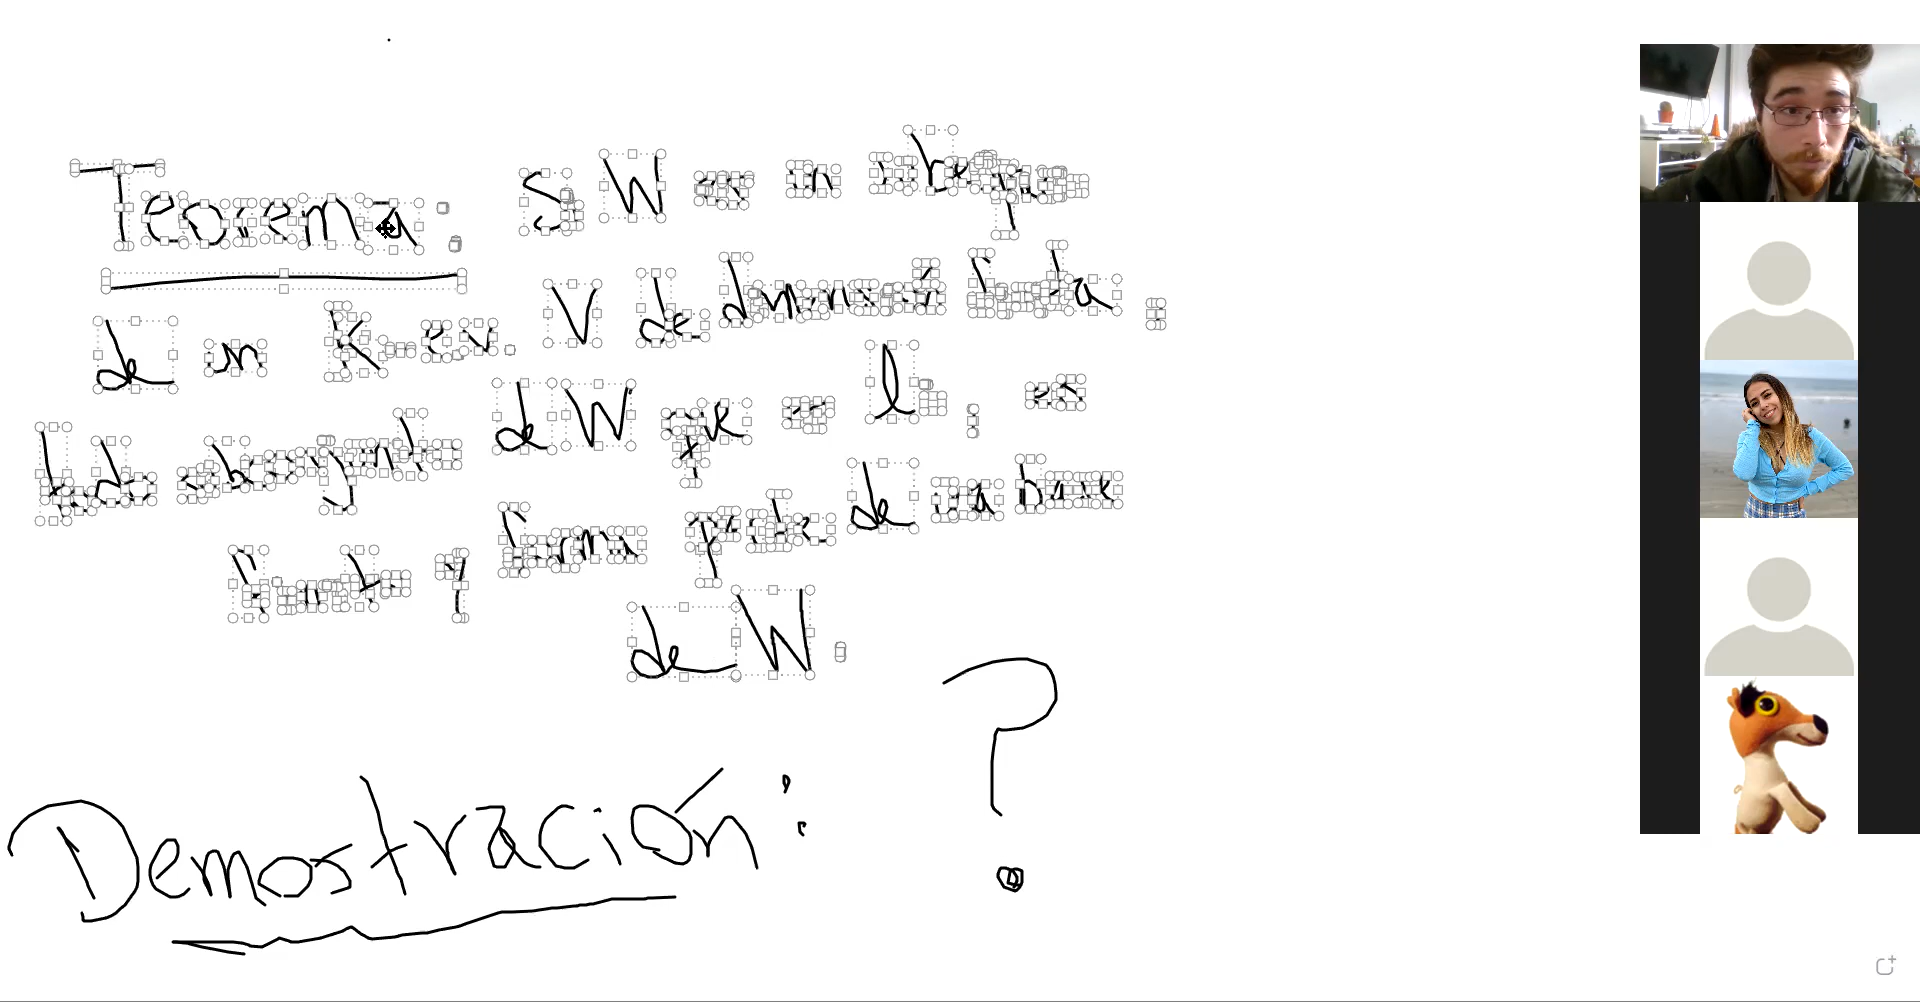 Teorema: Si W es un subespacio
de un K-ev. V de dimensión finita,
todo subconjunto de W que es l.i. es
finito y forma parte de una base
de W.
Demostración: ?